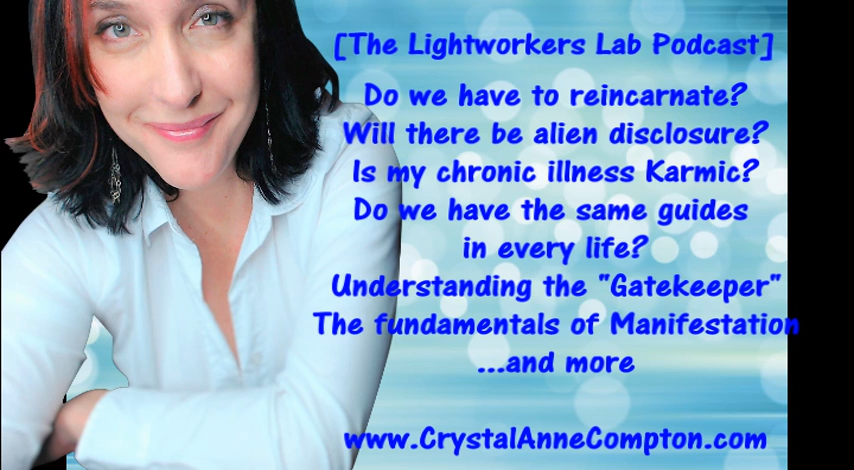 [The Lightworkers Lab Podcast]
Do we have to reincarnate?
Will there be alien disclosure?
Is my chronic illness Karmic?
Do we have the same guides
in every life?
Understanding the "Gatekeeper"
The fundamentals of Manifestation
...and more
www.CrystalAnneCompton.com